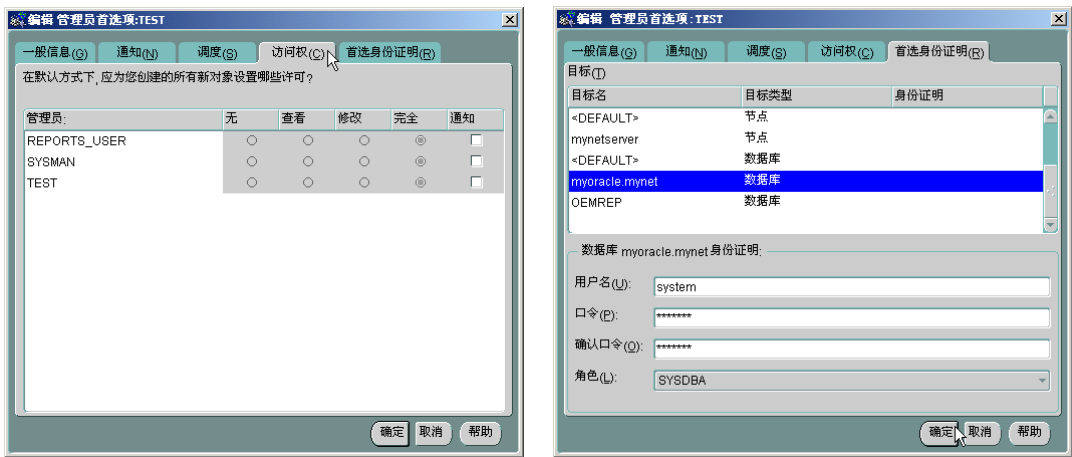 编辑 管理员首选项:TEST
一般信息(G) 通知(N) 调度(S) 访问权(C) 首选身份证明(R)
在默认方式下,应为您创建的所有新对象设置哪些许可?
管理员: 无 查看 修改 完全 通知
REPORTS_USER
SYSMAN
TEST
确定 取消 帮助
编辑 管理员首选项:TEST
一般信息(G) 通知(N) 调度(S) 访问权(C) 首选身份证明(R)
目标(T)
目标名 目标类型 身份证明
<DEFAULT> 节点
mynetserver 节点
<DEFAULT> 数据库
myoracle.mynet 数据库
OEMREP 数据库
数据库 myoracle.mynet 身份证明:
用户名(U): system
口令(P): *******
确认口令(O): *******
角色(L): SYSDBA
确定 取消 帮助